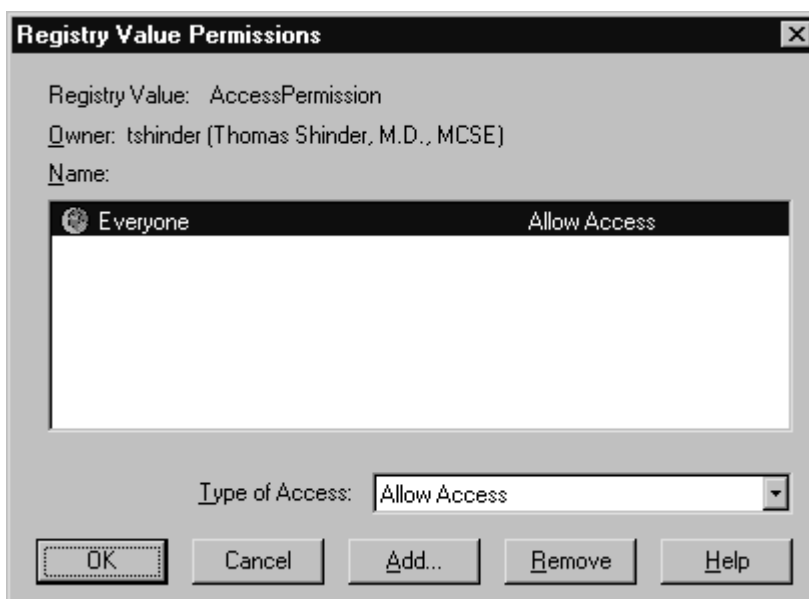 Registry Value Permissions
Registry Value: AccessPermission
Owner: tshinder (Thomas Shinder, M.D., MCSE)
Name:
Everyone Allow Access
Type of Access: Allow Access
OK Cancel Add... Remove Help